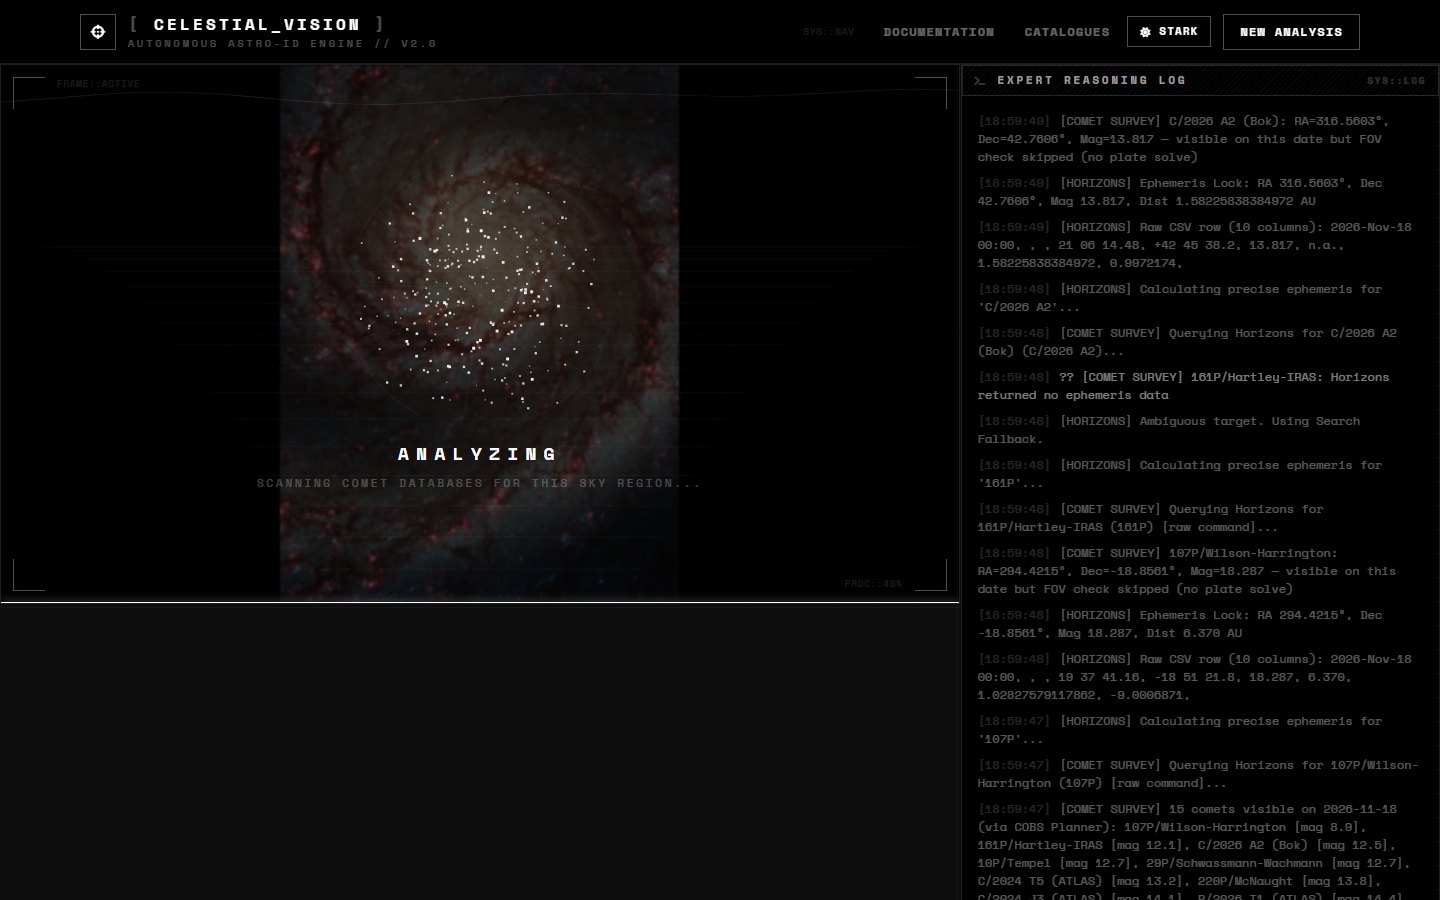 [ CELESTIAL_VISION ]
AUTONOMOUS ASTRO-ID ENGINE // V2.0
SYS::NAV
DOCUMENTATION
CATALOGUES
STARK
NEW ANALYSIS
FRAME::ACTIVE
ANALYZING
SCANNING COMET DATABASES FOR THIS SKY REGION...
PROC::40%
EXPERT REASONING LOG
SYS::LOG
[18:59:49] [COMET SURVEY] C/2026 A2 (Bok): RA=316.5603°,
Dec=42.7606°, Mag=13.817 — visible on this date but FOV
check skipped (no plate solve)
[18:59:49] [HORIZONS] Ephemeris Lock: RA 316.5603°, Dec
42.7606°, Mag 13.817, Dist 1.58225838384972 AU
[18:59:49] [HORIZONS] Raw CSV row (10 columns): 2026-Nov-18
00:00, , , 21 06 14.48, +42 45 38.2, 13.817, n.a.,
1.58225838384972, 0.9972174,
[18:59:48] [HORIZONS] Calculating precise ephemeris for
'C/2026 A2'...
[18:59:48] [COMET SURVEY] Querying Horizons for C/2026 A2
(Bok) (C/2026 A2)...
[18:59:48] ?? [COMET SURVEY] 161P/Hartley-IRAS: Horizons
returned no ephemeris data
[18:59:48] [HORIZONS] Ambiguous target. Using Search
Fallback.
[18:59:48] [HORIZONS] Calculating precise ephemeris for
'161P'...
[18:59:48] [COMET SURVEY] Querying Horizons for
161P/Hartley-IRAS (161P) [raw command]...
[18:59:48] [COMET SURVEY] 107P/Wilson-Harrington:
RA=294.4215°, Dec=-18.8561°, Mag=18.287 — visible on this
date but FOV check skipped (no plate solve)
[18:59:48] [HORIZONS] Ephemeris Lock: RA 294.4215°, Dec
-18.8561°, Mag 18.287, Dist 6.370 AU
[18:59:48] [HORIZONS] Raw CSV row (10 columns): 2026-Nov-18
00:00, , , 19 37 41.16, -18 51 21.8, 18.287, 6.370,
1.02827579117862, -9.0006871,
[18:59:47] [HORIZONS] Calculating precise ephemeris for
'107P'...
[18:59:47] [COMET SURVEY] Querying Horizons for 107P/Wilson-
Harrington (107P) [raw command]...
[18:59:47] [COMET SURVEY] 15 comets visible on 2026-11-18
(via COBS Planner): 107P/Wilson-Harrington [mag 8.9],
161P/Hartley-IRAS [mag 12.1], C/2026 A2 (Bok) [mag 12.5],
10P/Tempel [mag 12.7], 29P/Schwassmann-Wachmann [mag 12.7],
C/2024 T5 (ATLAS) [mag 13.2], 220P/McNaught [mag 13.8],
C/2024 J3 (ATLAS) [mag 14.1], P/2026 T1 (ATLAS) [mag 14.4],